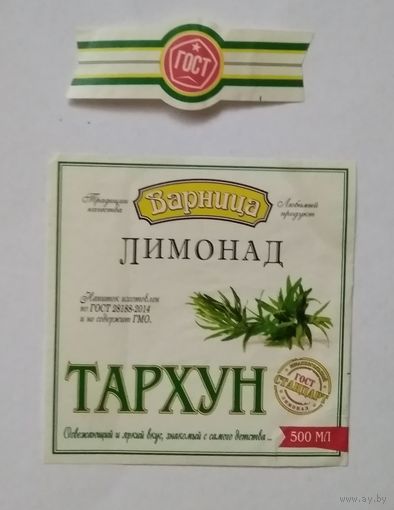 ГОСТ
Варница
Традиции
качества
Любимый
продукт
ЛИМОНАД
Напиток изготовлен
по ГОСТ 28188-2014
и не содержит ГМО.
ГОСТ
СТАНДАРТ
ЛИМОНАД
ТАРХУН
Освежающий и яркий вкус, знакомый с самого детства...
500 МЛ
www.ay.by